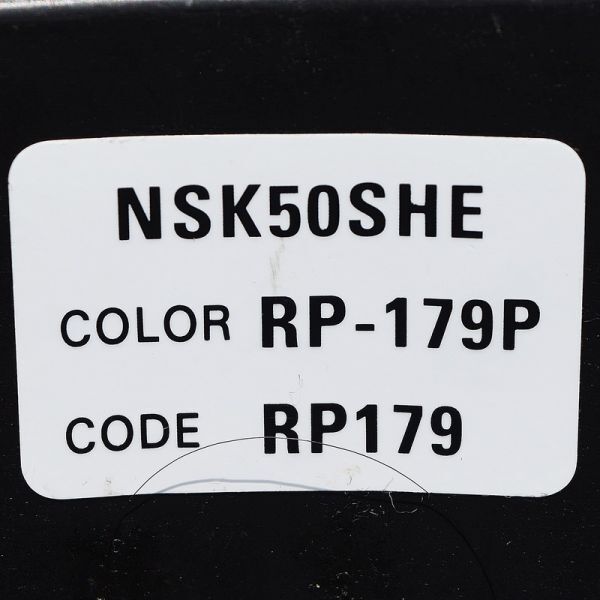 NSK50SHE
COLOR RP-179P
CODE RP179